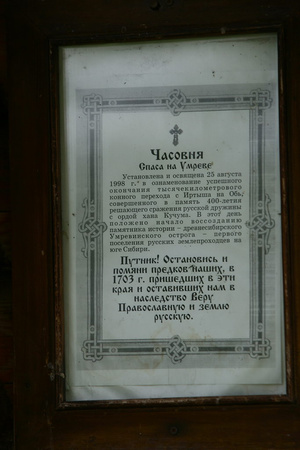 Часовня
Спаса на Умреве
Установлена и освящена 25 августа
1998 г. в ознаменование успешного
окончания тысячекилометрового
конного перехода с Иртыша на Обь,
совершенного в память 400-летия
решающего сражения русской дружины
с ордой хана Кучума. В этот день
положено начало воссозданию
памятника истории – древнесибирского
Умревинского острога – первого
поселения русских землепроходцев на
юге Сибири.
Путник! Остановись и
помяни предков наших, в
1703 г. пришедших в эти
края и оставивших нам в
наследство Веру
Православную и землю
русскую.